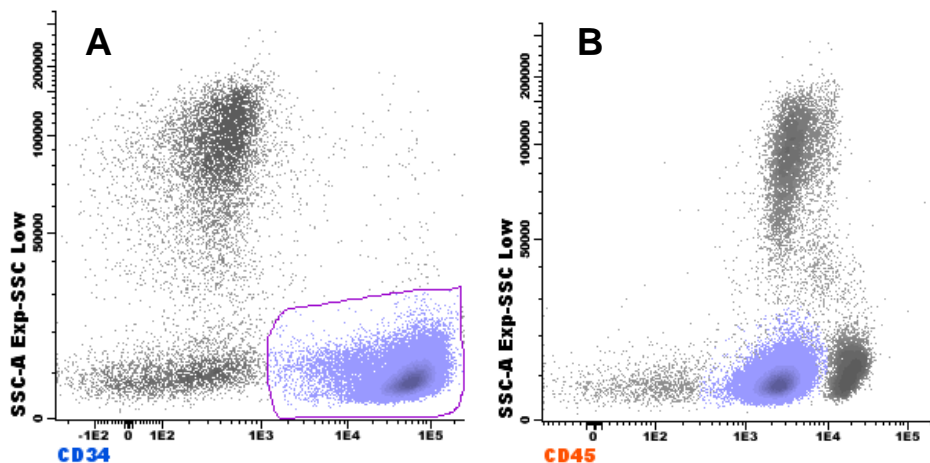 A
SSC-A Exp-SSC Low
200000
100000
50000
0
-1E2 0 1E2 1E3 1E4 1E5
CD34
B
SSC-A Exp-SSC Low
200000
100000
50000
0
0 1E2 1E3 1E4 1E5
CD45